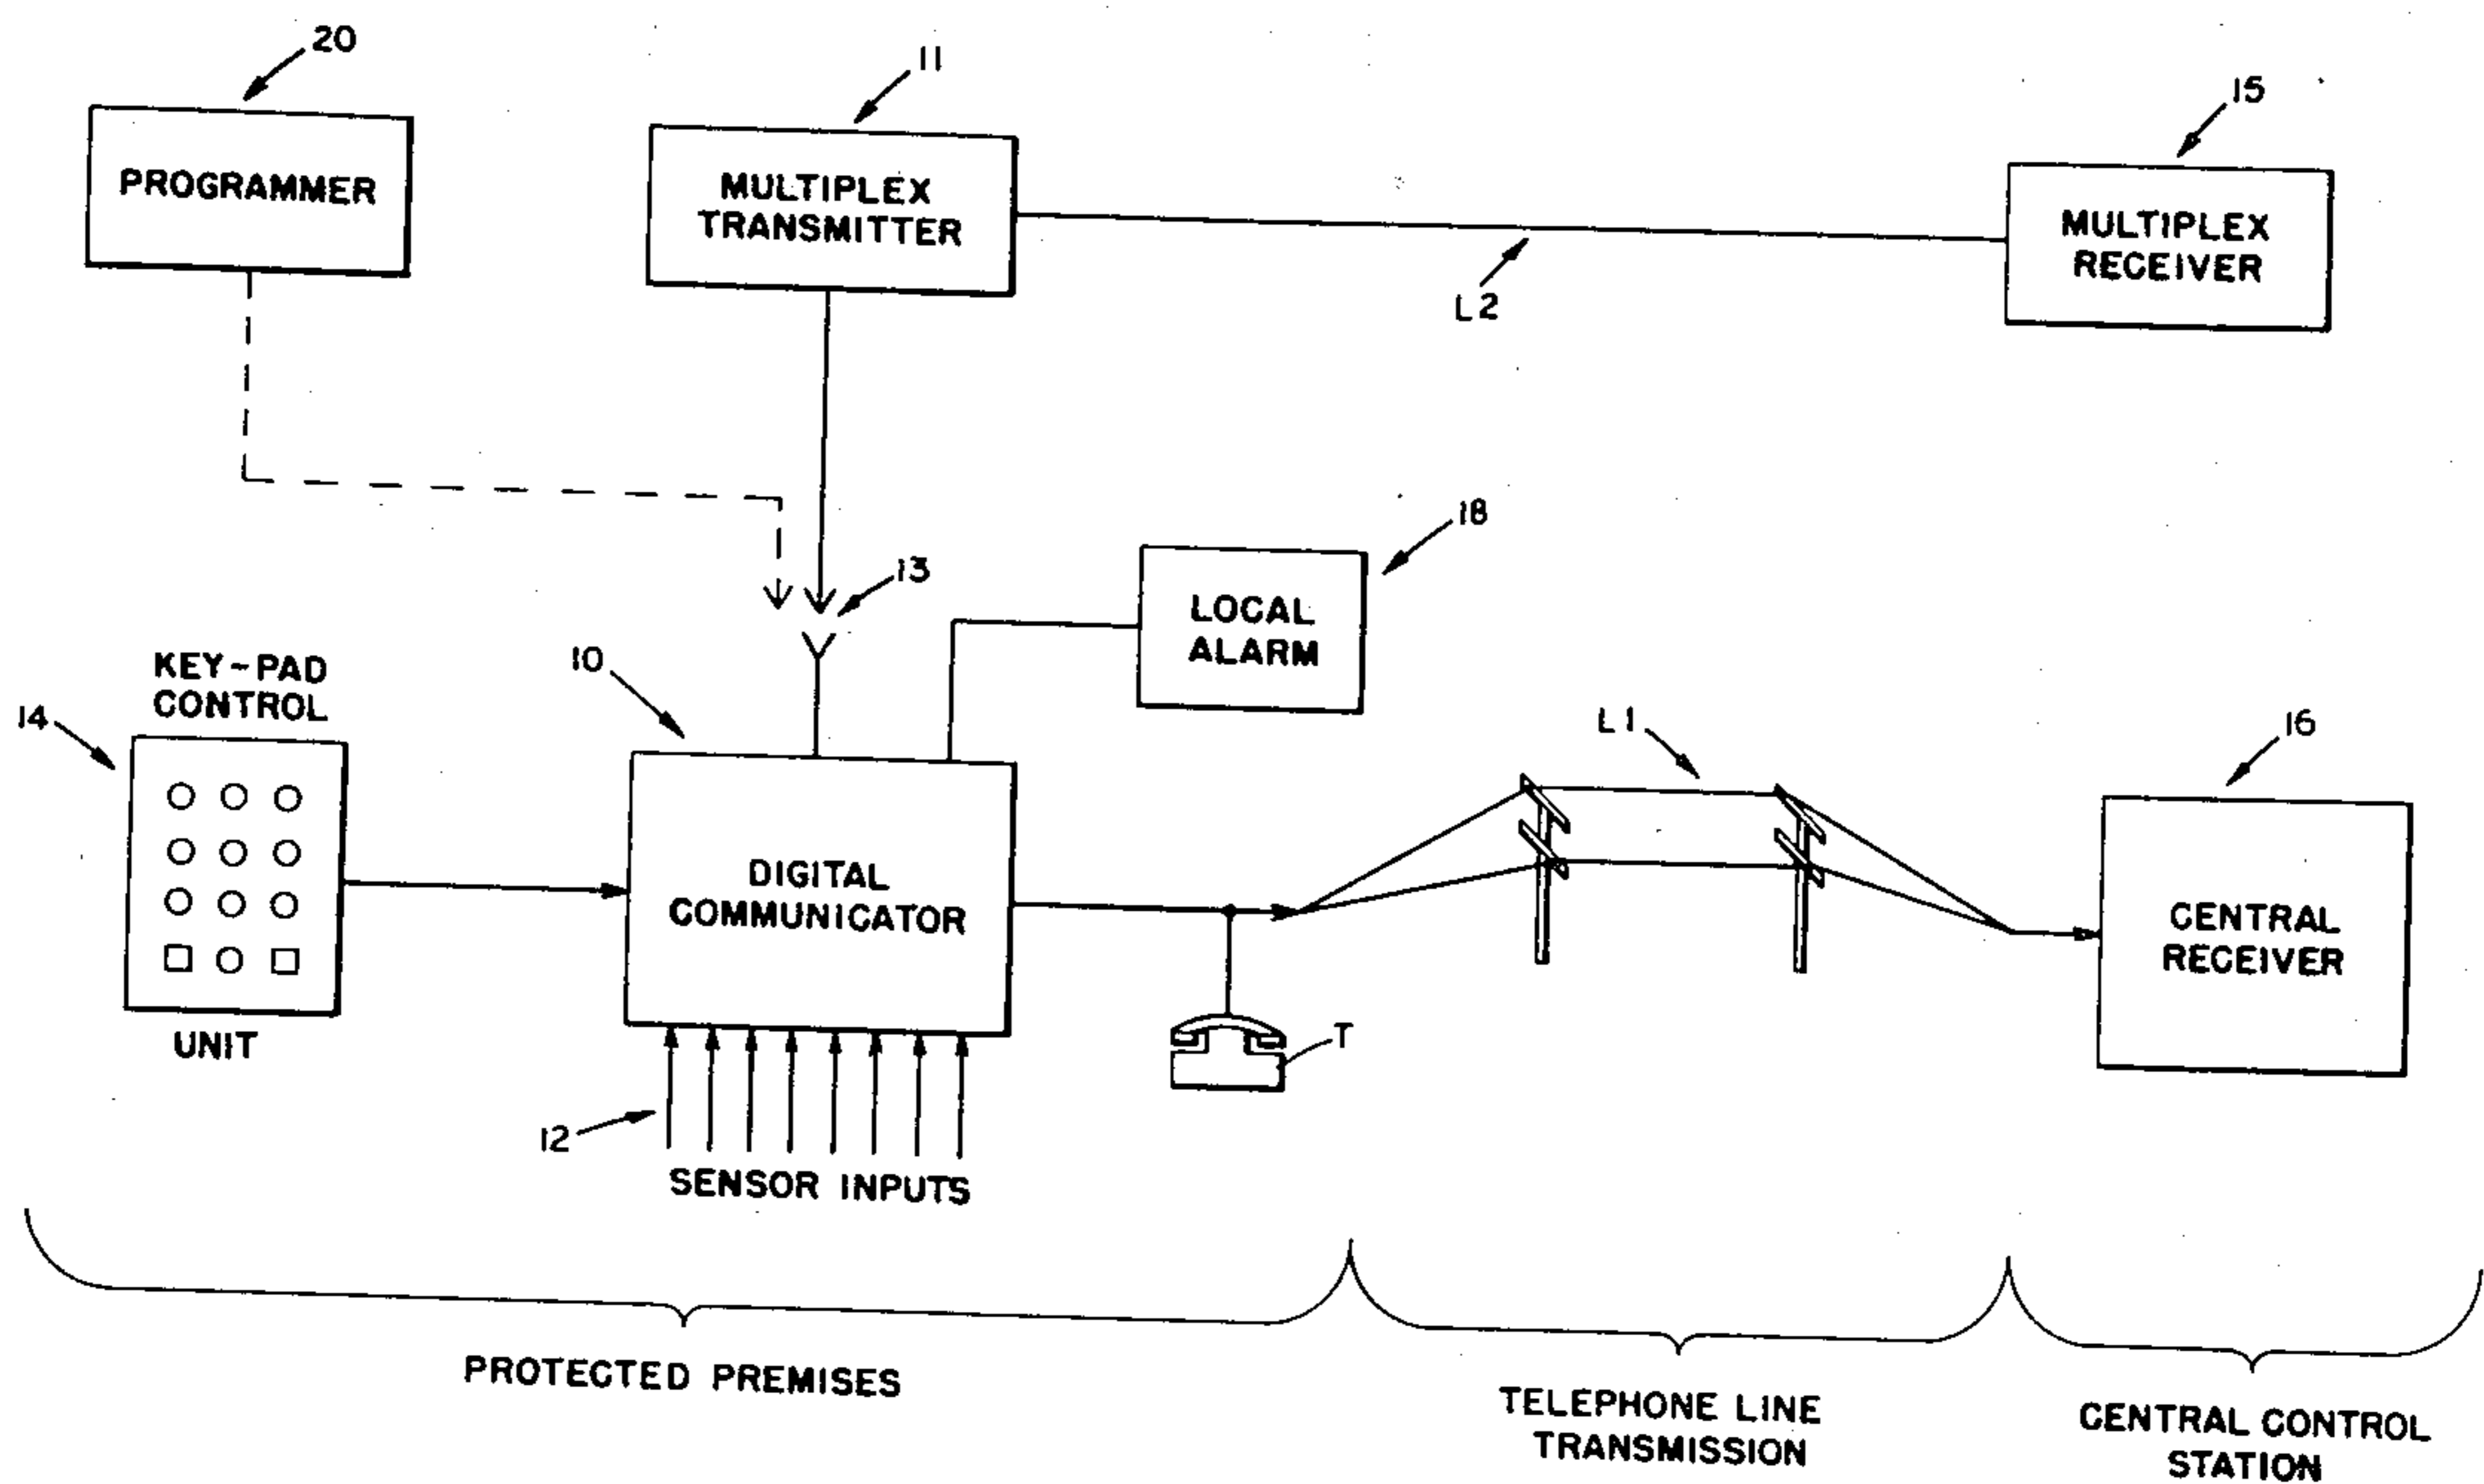 20
11
15
PROGRAMMER
MULTIPLEX
TRANSMITTER
MULTIPLEX
RECEIVER
L2
18
13
LOCAL
ALARM
10
KEY-PAD
CONTROL
14
L1
16
DIGITAL
COMMUNICATOR
CENTRAL
RECEIVER
UNIT
T
12
SENSOR INPUTS
PROTECTED PREMISES
TELEPHONE LINE
TRANSMISSION
CENTRAL CONTROL
STATION